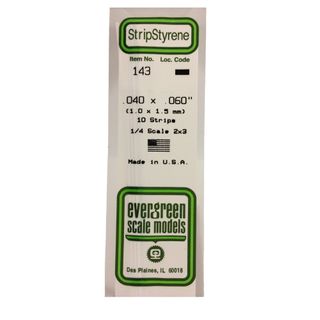 StripStyrene
Item No. Loc. Code
143
.040 x .060"
(1.0 x 1.5 mm)
10 Strips
1/4 Scale 2x3
Made in U.S.A.
evergreen
scale models
Des Plaines, IL 60018